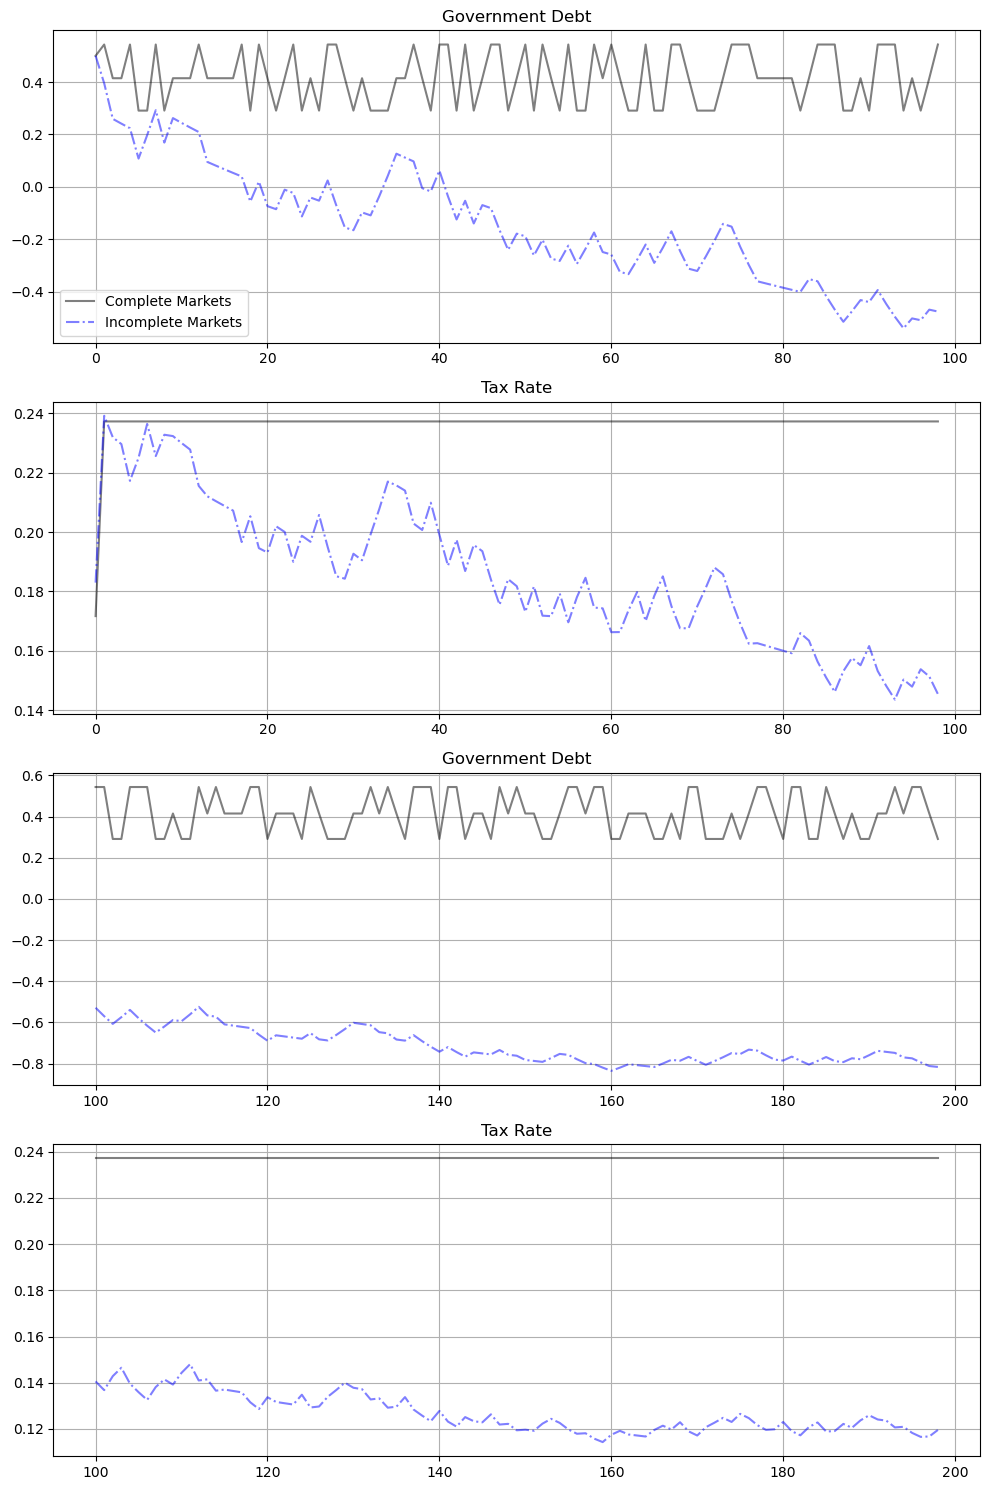 Government Debt
0.4
0.2
0.0
−0.2
−0.4
Complete Markets
Incomplete Markets
0 20 40 60 80 100
Tax Rate
0.24
0.22
0.20
0.18
0.16
0.14
0 20 40 60 80 100
Government Debt
0.6
0.4
0.2
0.0
−0.2
−0.4
−0.6
−0.8
100 120 140 160 180 200
Tax Rate
0.24
0.22
0.20
0.18
0.16
0.14
0.12
100 120 140 160 180 200